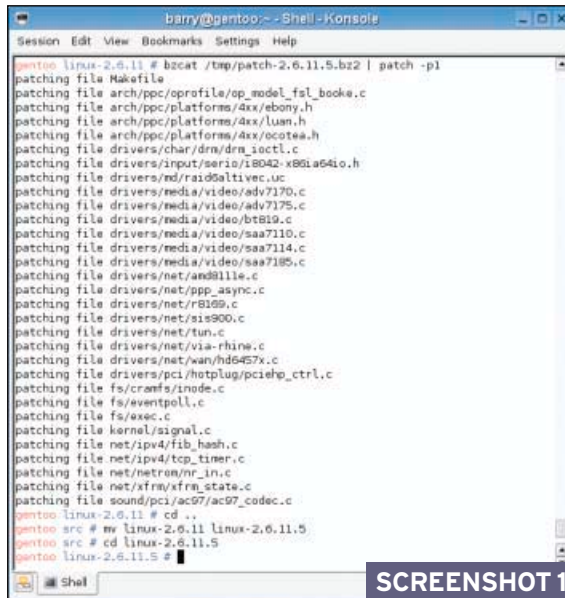 barry@gentoo:~ - Shell - Konsole
Session Edit View Bookmarks Settings Help
gentoo linux-2.6.11 # bzcat /tmp/patch-2.6.11.5.bz2 | patch -p1
patching file Makefile
patching file arch/ppc/oprofile/op_model_fsl_booke.c
patching file arch/ppc/platforms/4xx/ebony.h
patching file arch/ppc/platforms/4xx/luan.h
patching file arch/ppc/platforms/4xx/ocotea.h
patching file drivers/char/drm/drm_ioctl.c
patching file drivers/input/serio/i8042-x86ia64io.h
patching file drivers/md/raid6altivec.uc
patching file drivers/media/video/adv7170.c
patching file drivers/media/video/adv7175.c
patching file drivers/media/video/bt819.c
patching file drivers/media/video/saa7110.c
patching file drivers/media/video/saa7114.c
patching file drivers/media/video/saa7185.c
patching file drivers/net/amd8111e.c
patching file drivers/net/ppp_async.c
patching file drivers/net/r8169.c
patching file drivers/net/sis900.c
patching file drivers/net/tun.c
patching file drivers/net/via-rhine.c
patching file drivers/net/wan/hd6457x.c
patching file drivers/pci/hotplug/pciehp_ctrl.c
patching file fs/cramfs/inode.c
patching file fs/eventpoll.c
patching file fs/exec.c
patching file kernel/signal.c
patching file net/ipv4/fib_hash.c
patching file net/ipv4/tcp_timer.c
patching file net/netrom/nr_in.c
patching file net/xfrm/xfrm_state.c
patching file sound/pci/ac97/ac97_codec.c
gentoo linux-2.6.11 # cd ..
gentoo src # mv linux-2.6.11 linux-2.6.11.5
gentoo src # cd linux-2.6.11.5
gentoo linux-2.6.11.5 #
Shell
SCREENSHOT 1